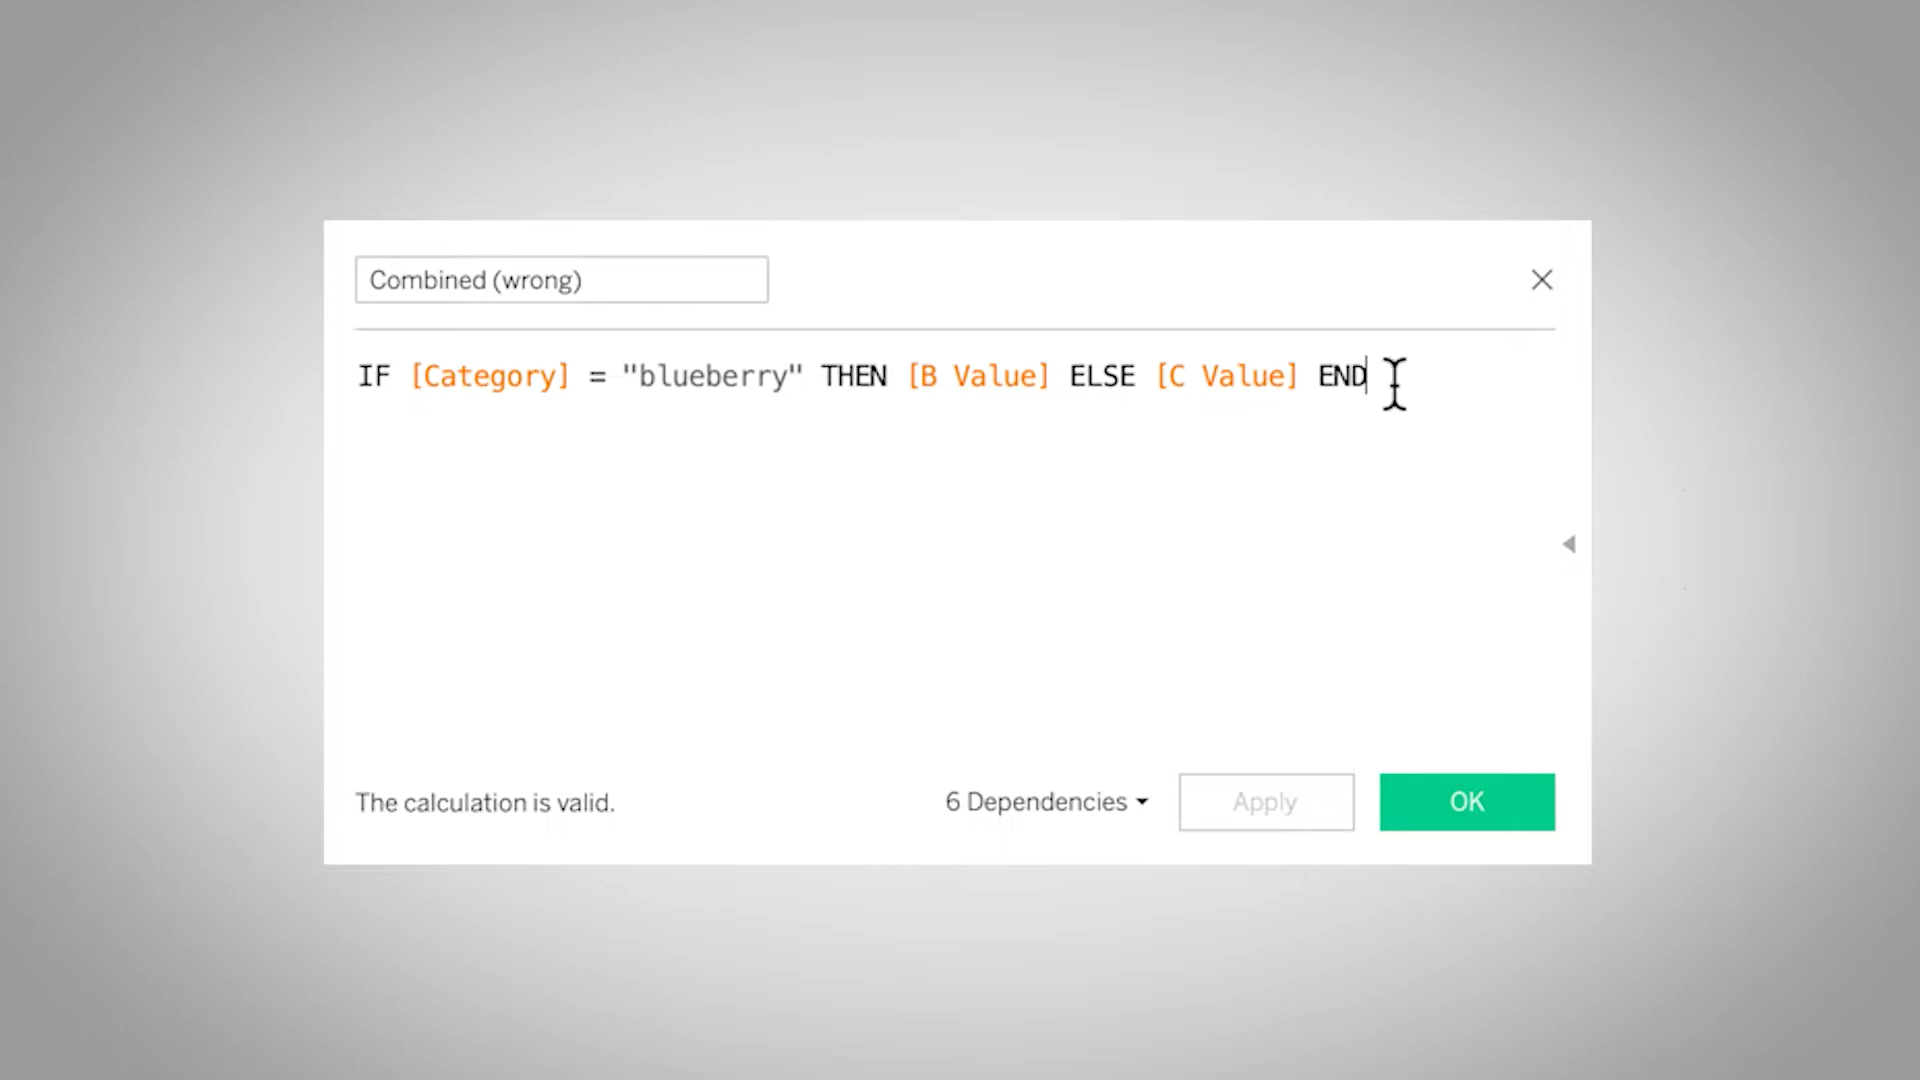 Combined (wrong)
IF [Category] = "blueberry" THEN [B Value] ELSE [C Value] END
The calculation is valid.
6 Dependencies
Apply
OK